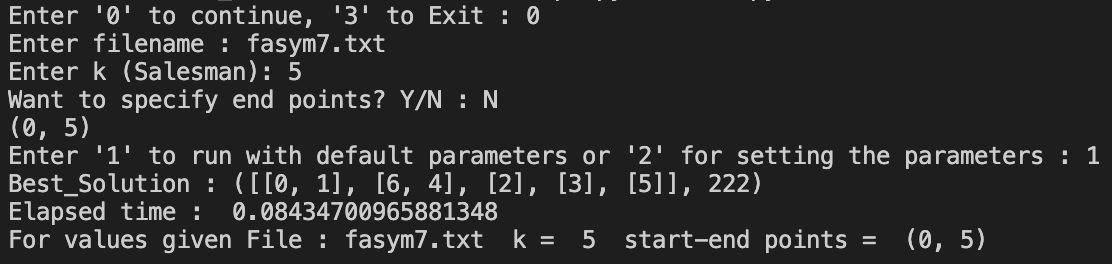 Enter '0' to continue, '3' to Exit : 0
Enter filename : fasym7.txt
Enter k (Salesman): 5
Want to specify end points? Y/N : N
(0, 5)
Enter '1' to run with default parameters or '2' for setting the parameters : 1
Best_Solution : ([[0, 1], [6, 4], [2], [3], [5]], 222)
Elapsed time :  0.08434700965881348
For values given File : fasym7.txt  k =  5  start-end points =  (0, 5)